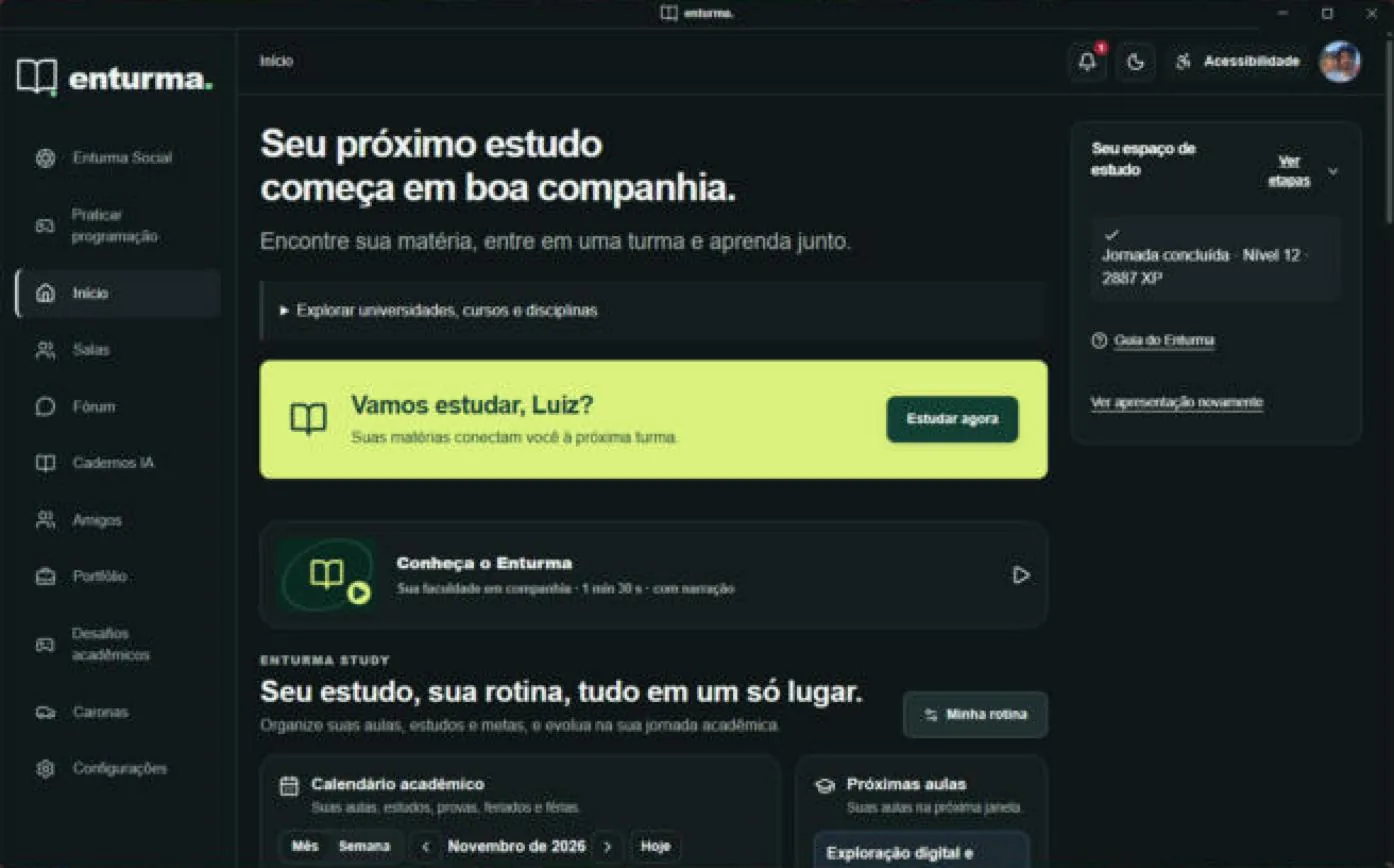 enturma.
enturma.
Início
1
Acessibilidade
Enturma Social
Praticar
programação
Início
Salas
Fórum
Cadernos IA
Amigos
Portfólio
Desafios
acadêmicos
Caronas
Configurações
Seu próximo estudo
começa em boa companhia.
Encontre sua matéria, entre em uma turma e aprenda junto.
Explorar universidades, cursos e disciplinas
Vamos estudar, Luiz?
Suas matérias conectam você à próxima turma.
Estudar agora
Conheça o Enturma
Sua faculdade em companhia · 1 min 30 s · com narração
ENTURMA STUDY
Seu estudo, sua rotina, tudo em um só lugar.
Organize suas aulas, estudos e metas, e evolua na sua jornada acadêmica.
Minha rotina
Calendário acadêmico
Suas aulas, estudos, provas, feriados e férias.
Mês Semana
Novembro de 2026
Hoje
Próximas aulas
Suas aulas na próxima janela.
Exploração digital e
Seu espaço de
estudo
Ver
etapas
Jornada concluída · Nível 12 ·
2887 XP
Guia do Enturma
Ver apresentação novamente